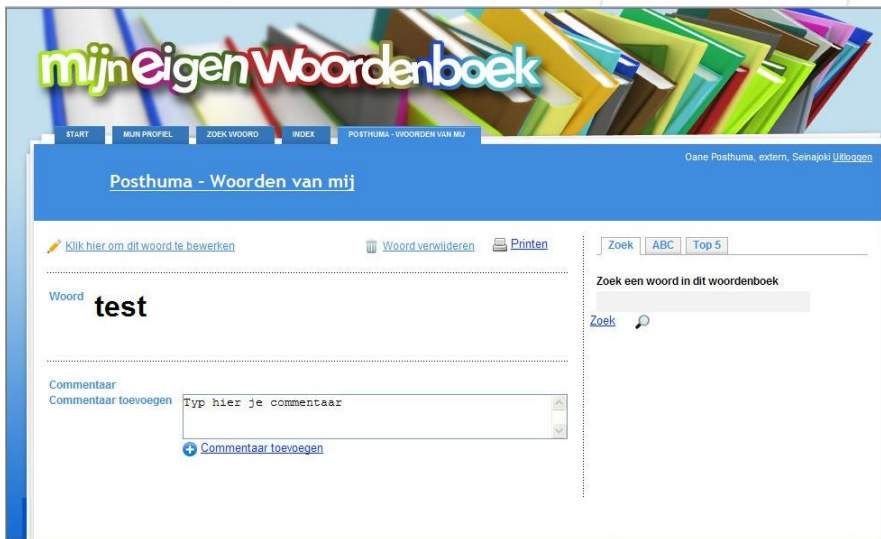 mijneigenWoordenboek
START MIJN PROFIEL ZOEK WOORD INDEX POSTHUMA - WOORDEN VAN MIJ
Oane Posthuma, extern, Seinajoki Uitloggen
Posthuma - Woorden van mij
Klik hier om dit woord te bewerken Woord verwijderen Printen
Woord test
Commentaar
Commentaar toevoegen Typ hier je commentaar
Commentaar toevoegen
Zoek ABC Top 5
Zoek een woord in dit woordenboek
Zoek